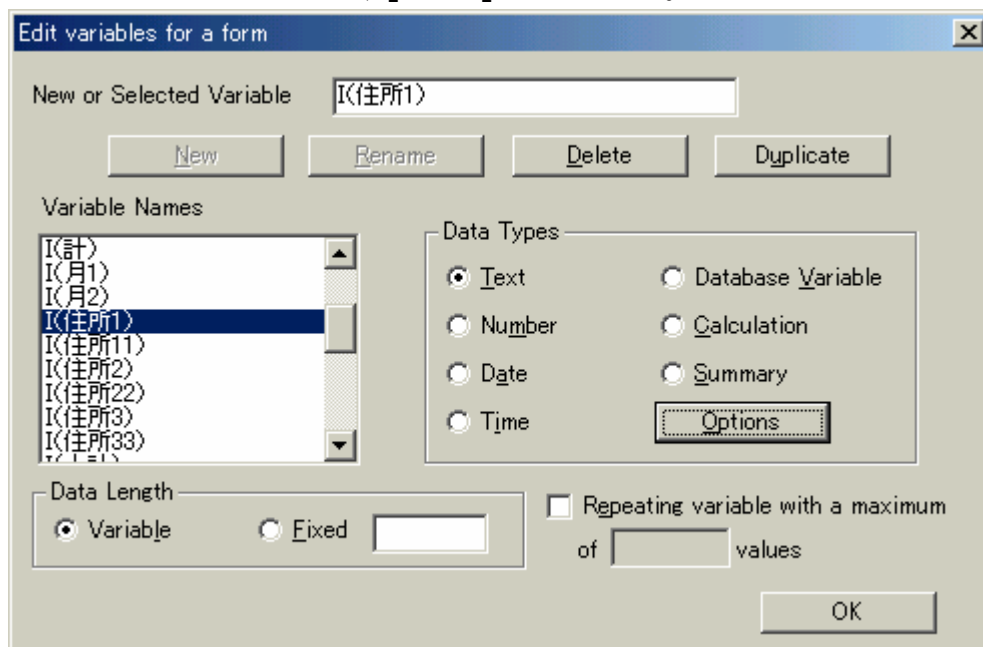 Edit variables for a form
New or Selected Variable I(住所1)
New Rename Delete Duplicate
Variable Names
I(計)
I(月1)
I(月2)
I(住所1)
I(住所11)
I(住所2)
I(住所22)
I(住所3)
I(住所33)
Data Types
Text Database Variable
Number Calculation
Date Summary
Time Options
Data Length
Variable Fixed
Repeating variable with a maximum
of values
OK